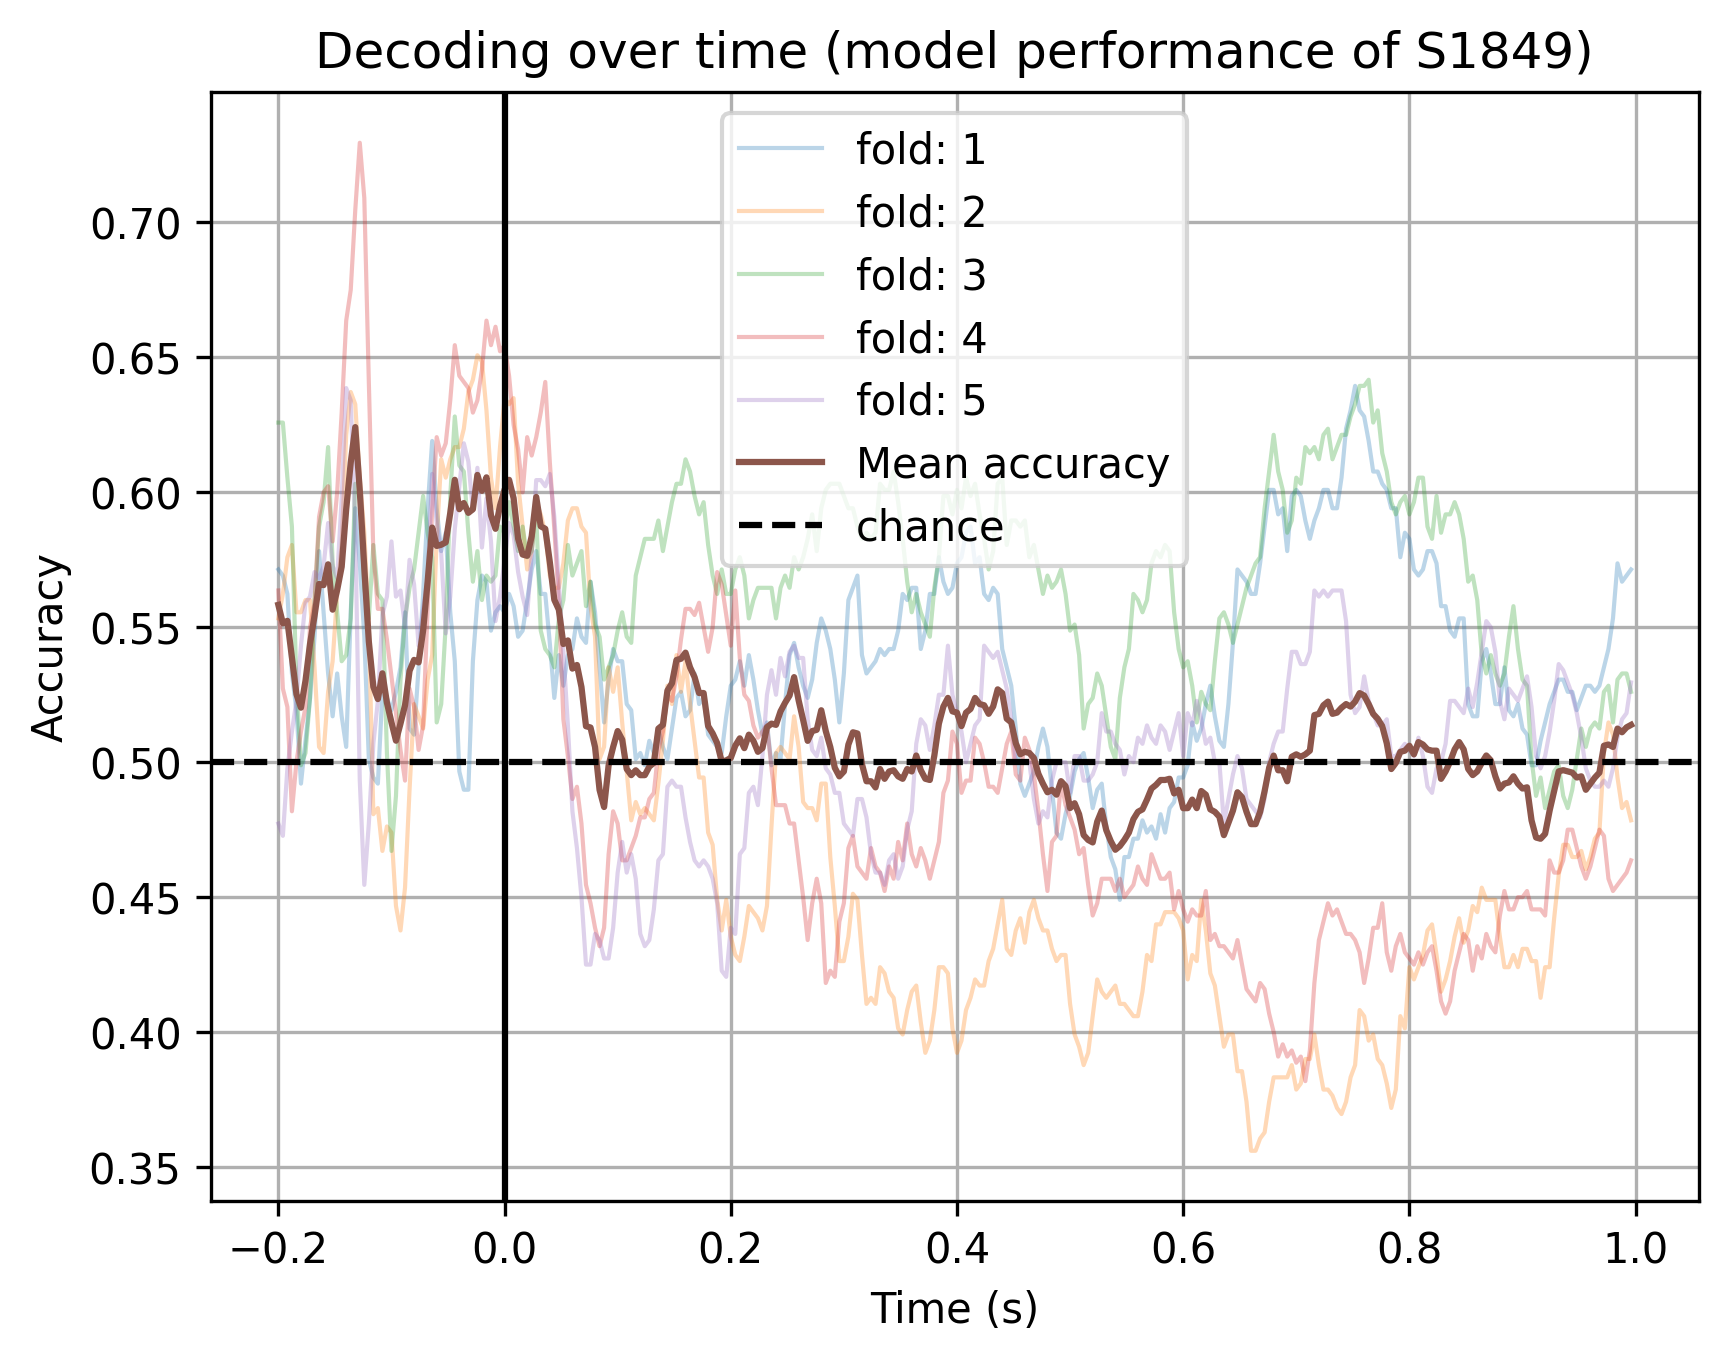 Decoding over time (model performance of S1849)
fold: 1
fold: 2
fold: 3
fold: 4
fold: 5
Mean accuracy
chance
Accuracy
0.70
0.65
0.60
0.55
0.50
0.45
0.40
0.35
−0.2 0.0 0.2 0.4 0.6 0.8 1.0
Time (s)